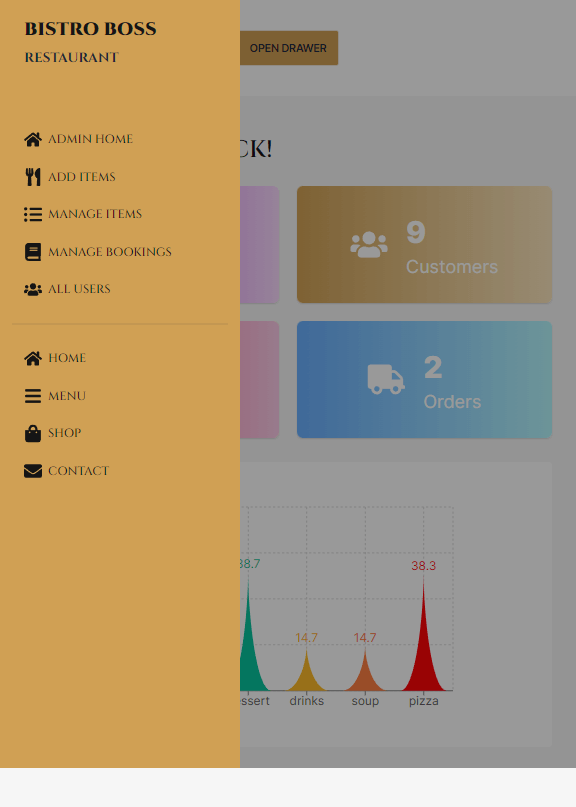 BISTRO BOSS
RESTAURANT
OPEN DRAWER
CK!
ADMIN HOME
ADD ITEMS
MANAGE ITEMS
MANAGE BOOKINGS
ALL USERS
HOME
MENU
SHOP
CONTACT
9
Customers
2
Orders
38.7
14.7
14.7
38.3
ssert
drinks
soup
pizza